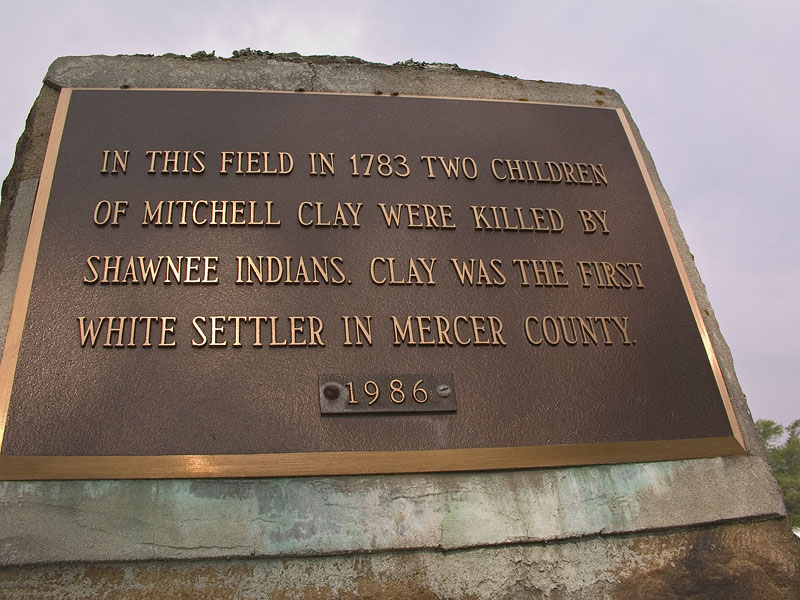 IN THIS FIELD IN 1783 TWO CHILDREN
OF MITCHELL CLAY WERE KILLED BY
SHAWNEE INDIANS. CLAY WAS THE FIRST
WHITE SETTLER IN MERCER COUNTY.
1986